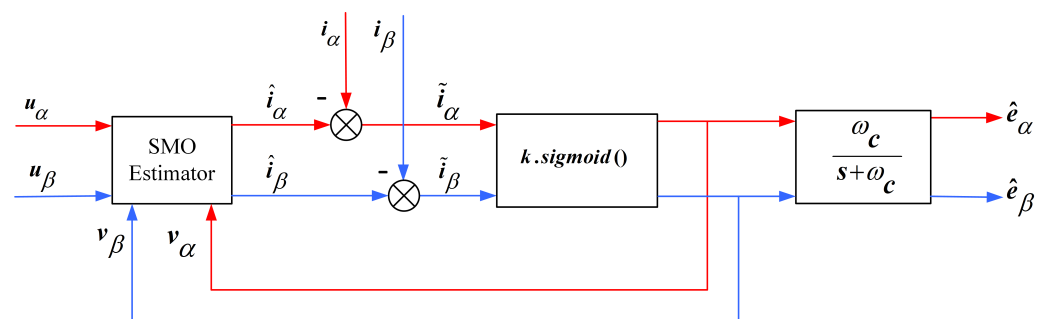 i_α i_β
u_α
î_α - ĩ_α
SMO
Estimator
k.sigmoid()
ω_c
s+ω_c
ê_α
u_β
î_β - ĩ_β
ê_β
v_β v_α